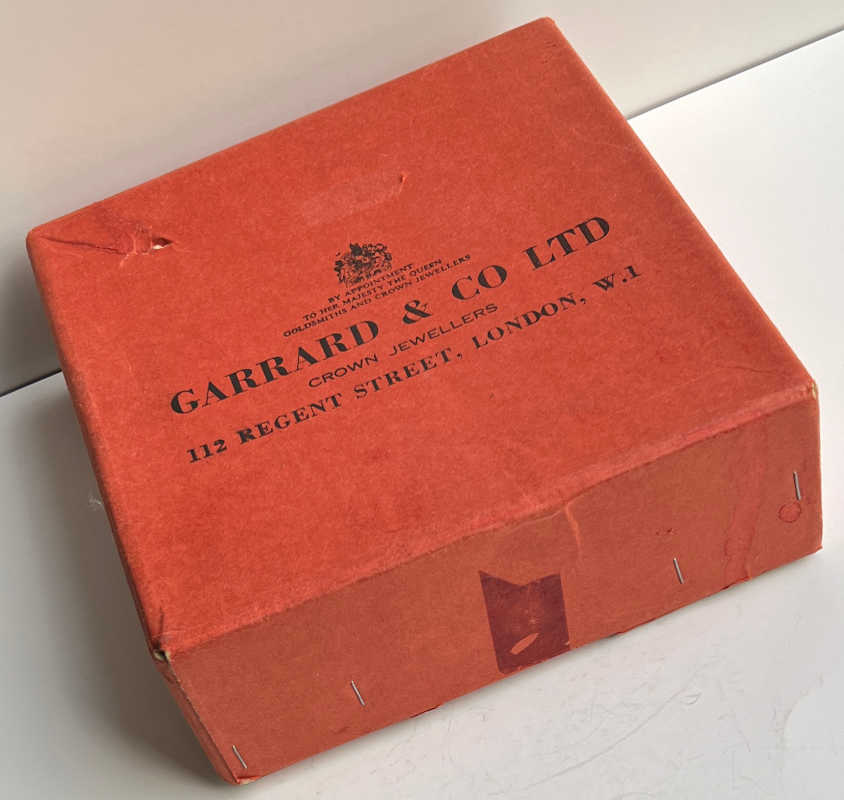 BY APPOINTMENT
TO HER MAJESTY THE QUEEN
GOLDSMITHS AND CROWN JEWELLERS
GARRARD & CO LTD
CROWN JEWELLERS
112 REGENT STREET, LONDON, W.1